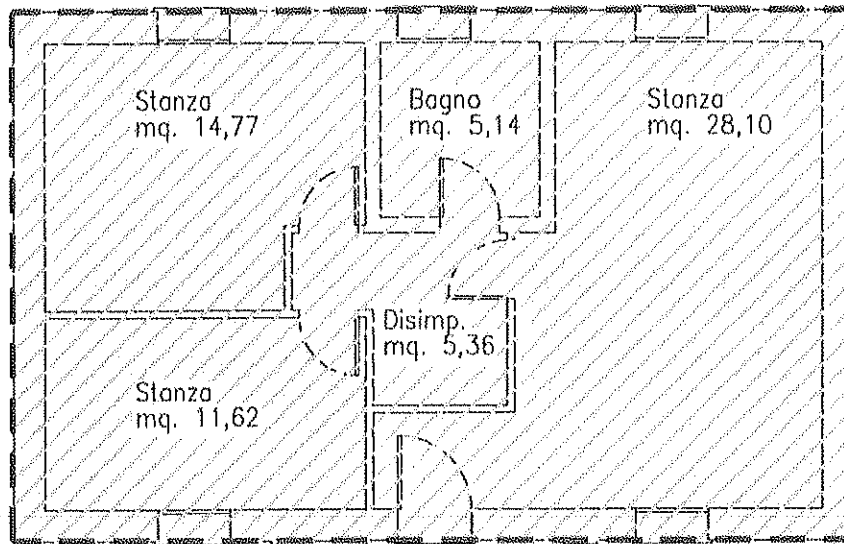 Stanza
mq. 14,77
Bagno
mq. 5,14
Stanza
mq. 28,10
Disimp.
mq. 5,36
Stanza
mq. 11,62